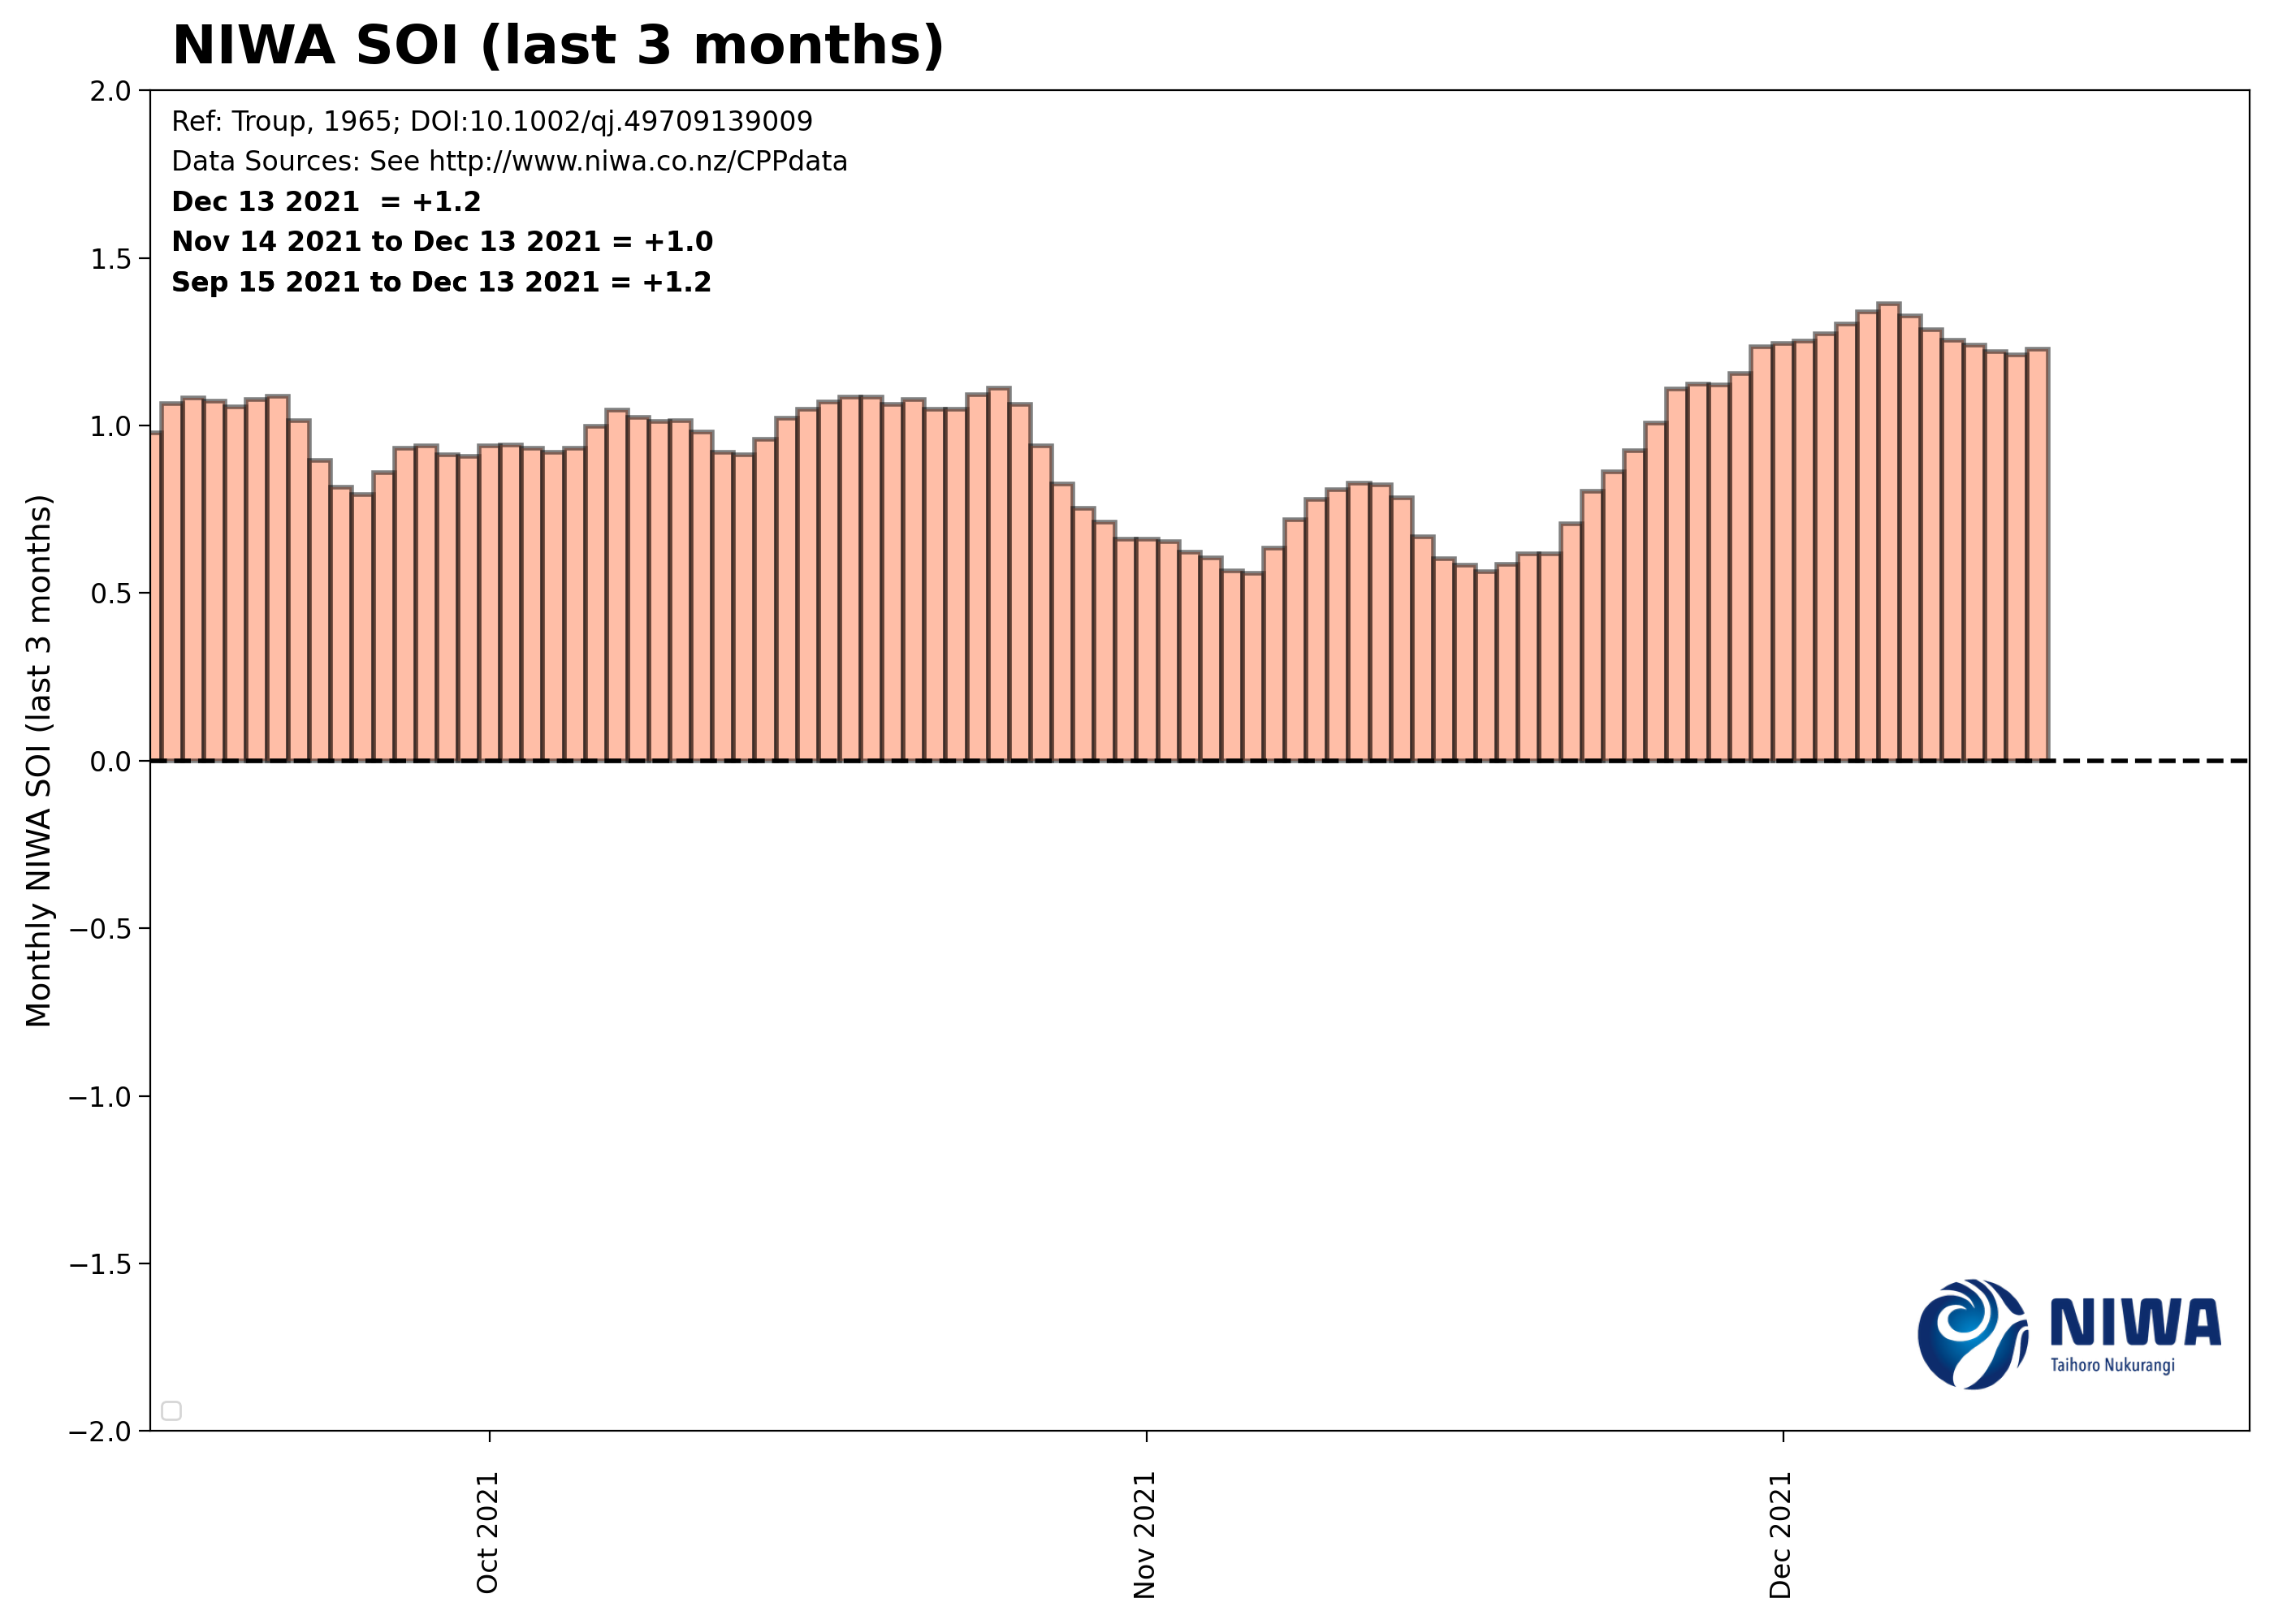 NIWA SOI (last 3 months)
Ref: Troup, 1965; DOI:10.1002/qj.49709139009
Data Sources: See http://www.niwa.co.nz/CPPdata
Dec 13 2021  = +1.2
Nov 14 2021 to Dec 13 2021 = +1.0
Sep 15 2021 to Dec 13 2021 = +1.2
Monthly NIWA SOI (last 3 months)
2.0
1.5
1.0
0.5
0.0
−0.5
−1.0
−1.5
−2.0
Oct 2021
Nov 2021
Dec 2021
NIWA
Taihoro Nukurangi